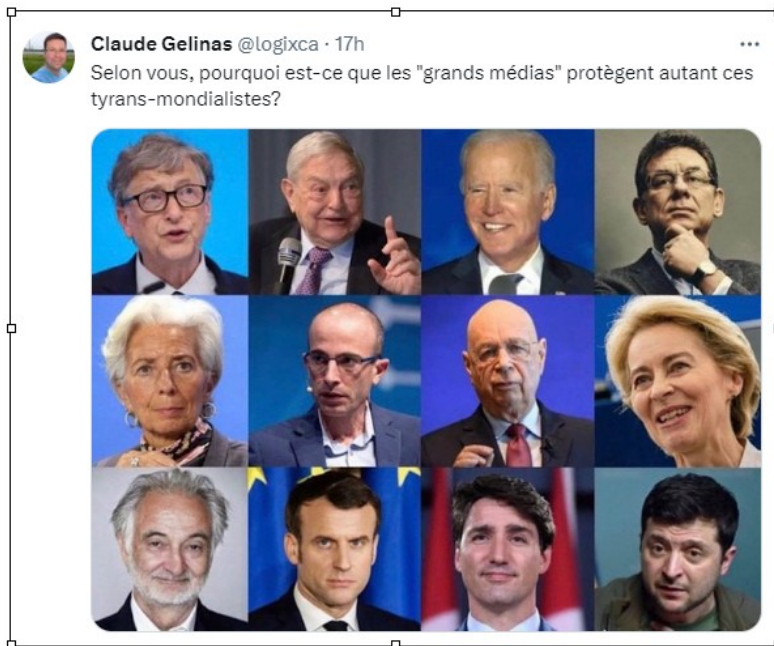 Claude Gelinas @logixca · 17h
Selon vous, pourquoi est-ce que les "grands médias" protègent autant ces
tyrans-mondialistes?